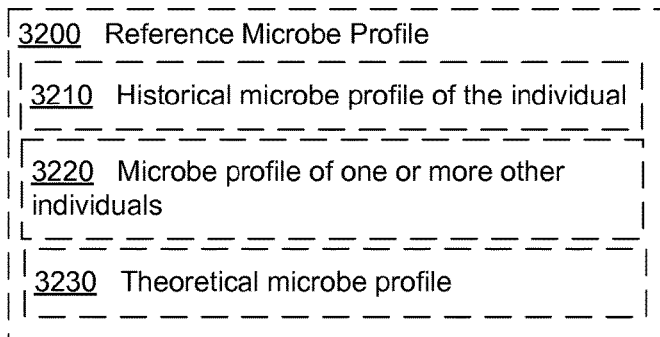 3200 Reference Microbe Profile
3210 Historical microbe profile of the individual
3220 Microbe profile of one or more other
individuals
3230 Theoretical microbe profile